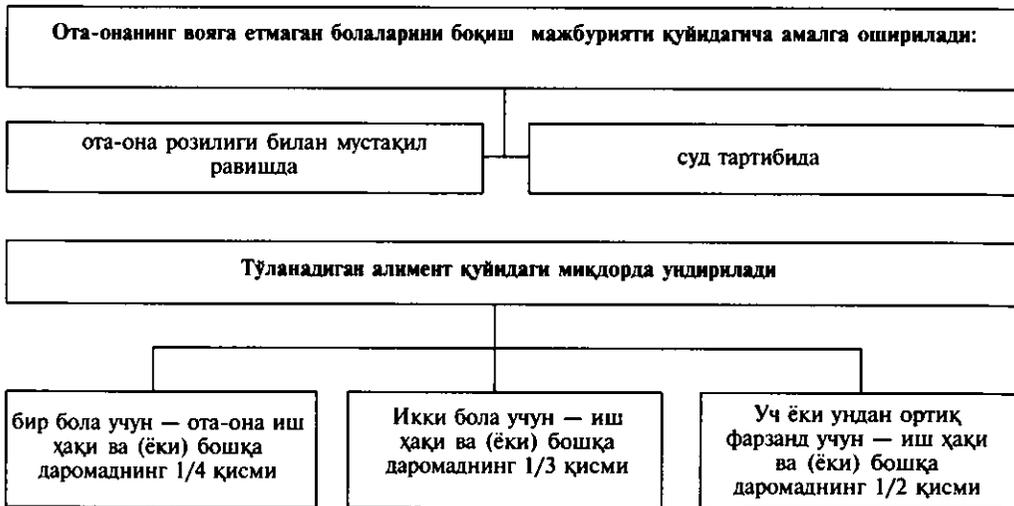 Ота-онанинг вояга етмаган болаларини боқиш мажбурияти қуйидагича амалга оширилади:
ота-она розилиги билан мустақил
равишда
суд тартибида
Тўланадиган алимент қуйидаги миқдорда ундирилади
бир бола учун — ота-она иш
ҳақи ва (ёки) бошқа
даромаднинг 1/4 қисми
Икки бола учун — иш
ҳақи ва (ёки) бошқа
даромаднинг 1/3 қисми
Уч ёки ундан ортиқ
фарзанд учун — иш ҳақи
ва (ёки) бошқа
даромаднинг 1/2 қисми